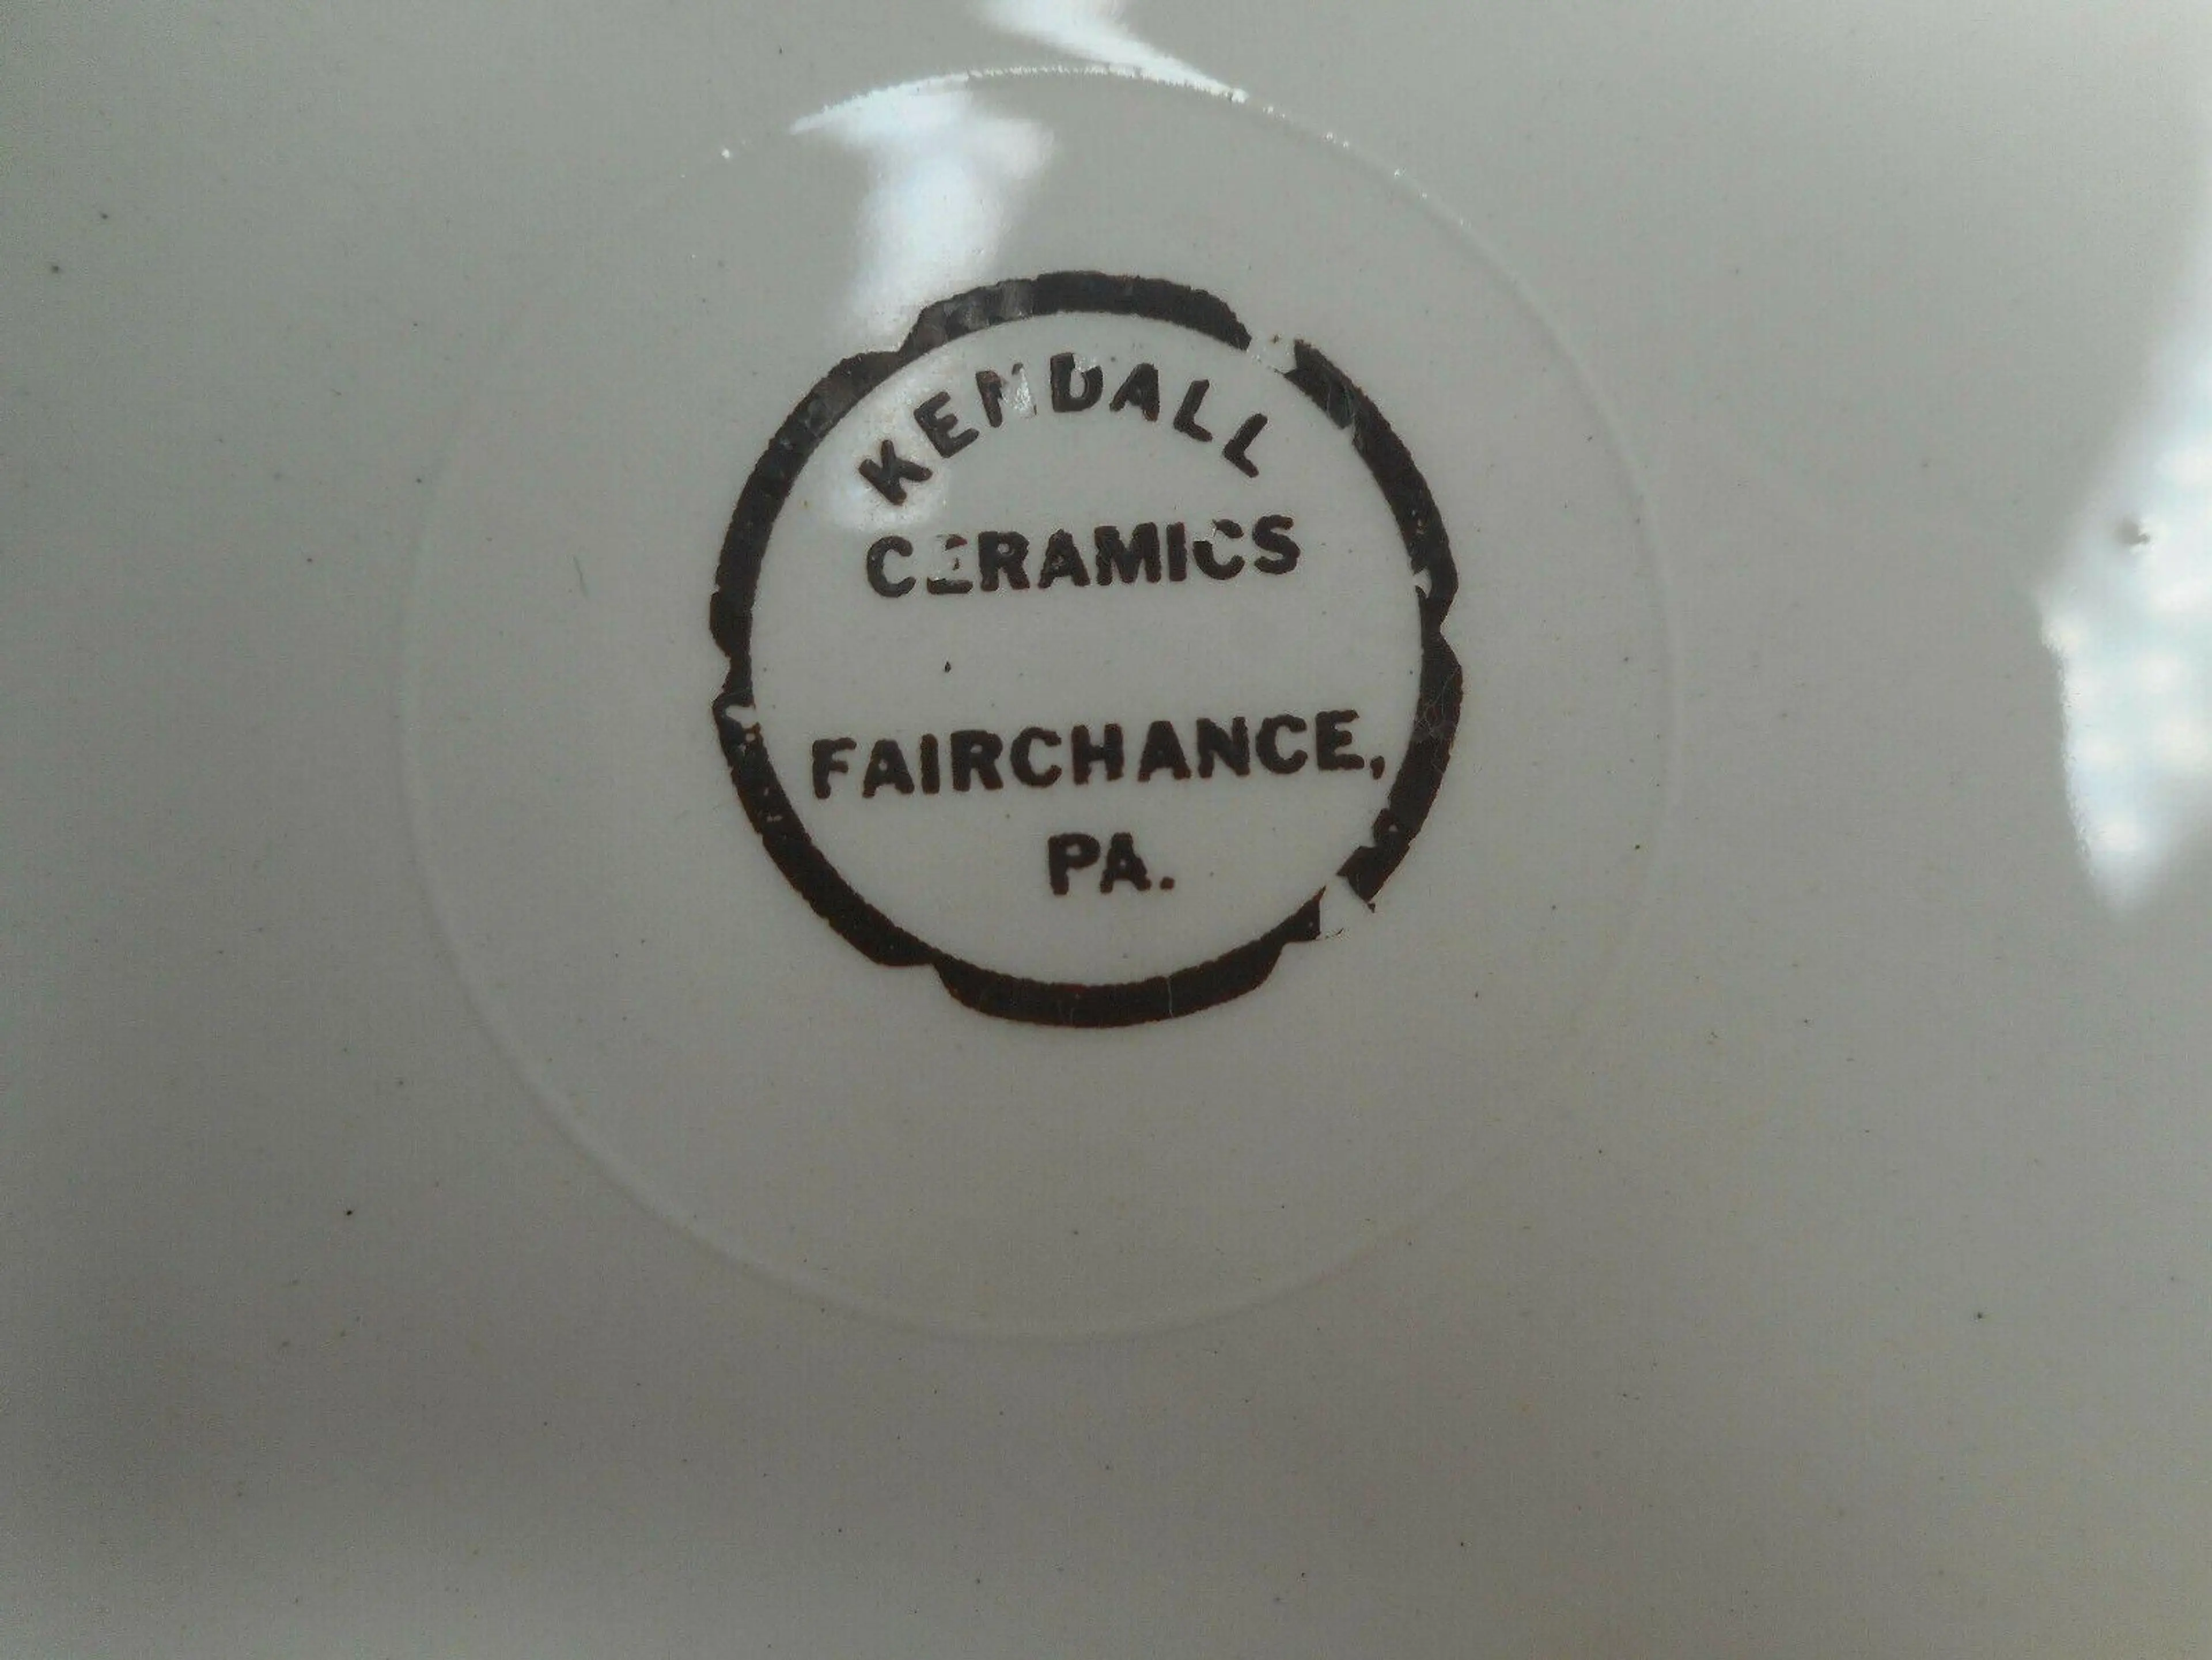 KENDALL
CERAMICS
FAIRCHANCE,
PA.